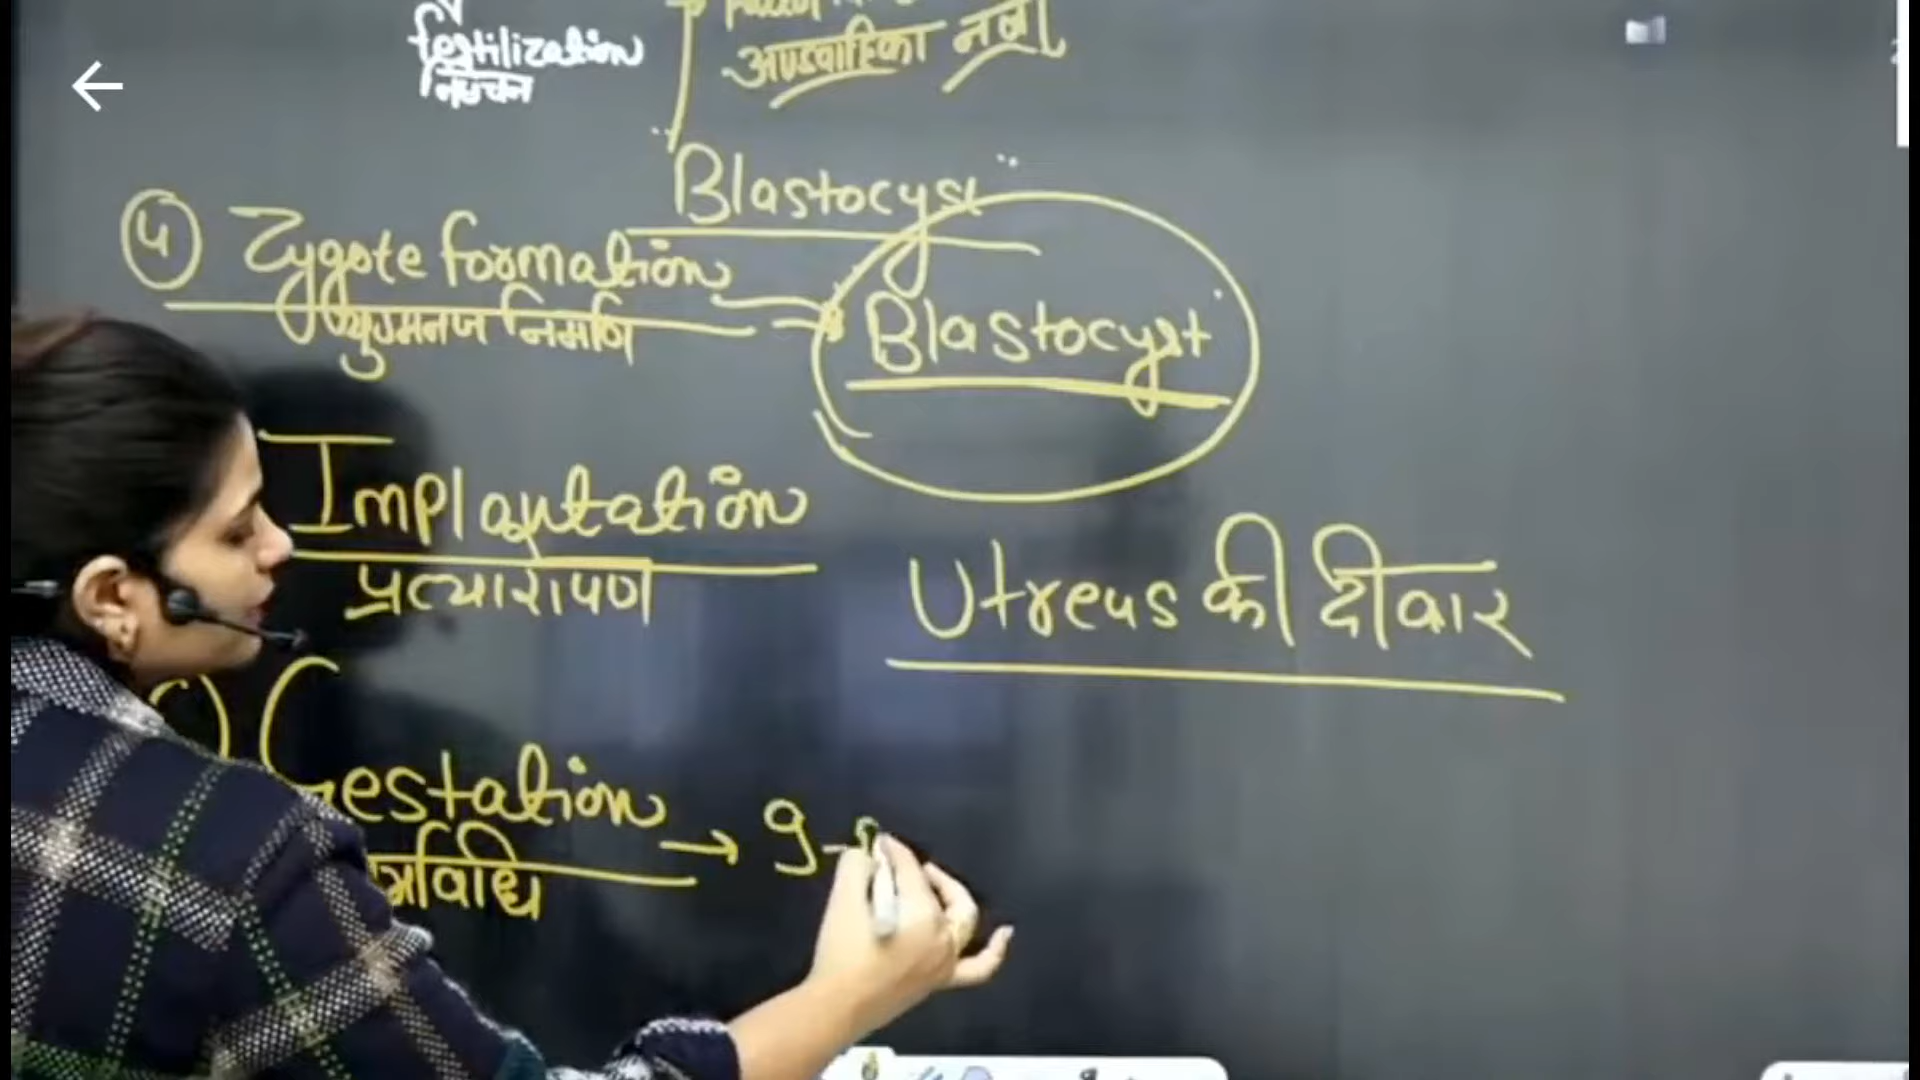 fertilization
निषेचन
अण्डवाहिका नली
Blastocyst
④ Zygote formation
युग्मनज निर्माण
Blastocyst
Implantation
प्रत्यारोपण
Utreus की दीवार
Gestation → 9-